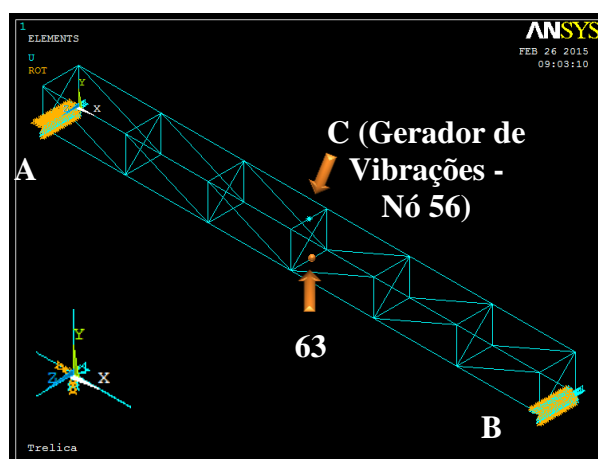 1
ELEMENTS
U
ROT
ANSYS
FEB 26 2015
09:03:10
Y
X
A
C (Gerador de
Vibrações -
Nó 56)
63
Y
Z
X
B
Trelica